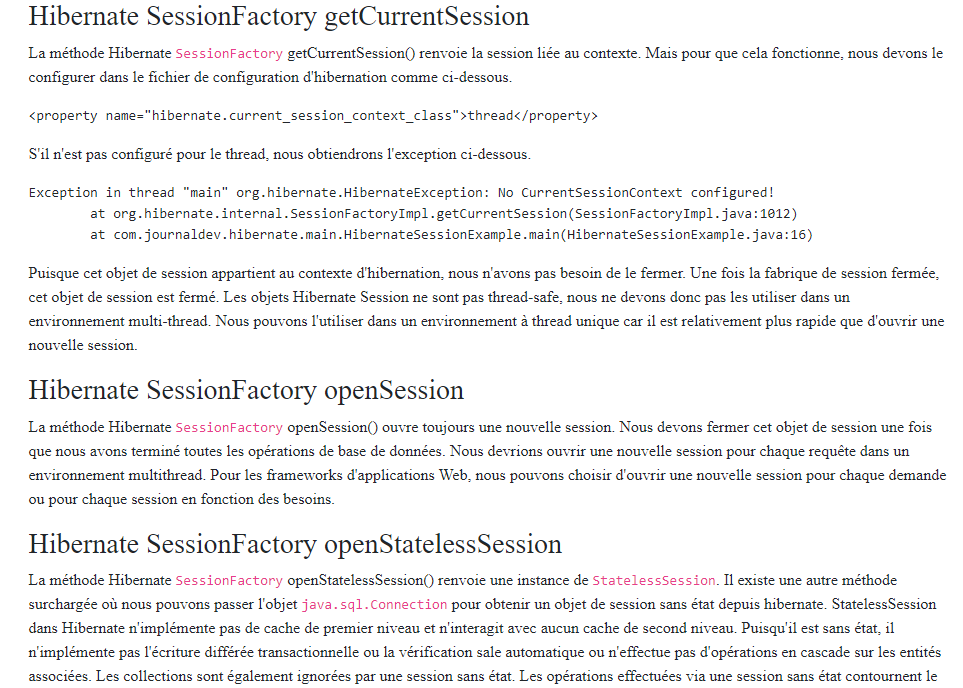 Hibernate SessionFactory getCurrentSession
La méthode Hibernate SessionFactory getCurrentSession() renvoie la session liée au contexte. Mais pour que cela fonctionne, nous devons le
configurer dans le fichier de configuration d'hibernation comme ci-dessous.
<property name="hibernate.current_session_context_class">thread</property>
S'il n'est pas configuré pour le thread, nous obtiendrons l'exception ci-dessous.
Exception in thread "main" org.hibernate.HibernateException: No CurrentSessionContext configured!
at org.hibernate.internal.SessionFactoryImpl.getCurrentSession(SessionFactoryImpl.java:1012)
at com.journaldev.hibernate.main.HibernateSessionExample.main(HibernateSessionExample.java:16)
Puisque cet objet de session appartient au contexte d'hibernation, nous n'avons pas besoin de le fermer. Une fois la fabrique de session fermée,
cet objet de session est fermé. Les objets Hibernate Session ne sont pas thread-safe, nous ne devons donc pas les utiliser dans un
environnement multi-thread. Nous pouvons l'utiliser dans un environnement à thread unique car il est relativement plus rapide que d'ouvrir une
nouvelle session.
Hibernate SessionFactory openSession
La méthode Hibernate SessionFactory openSession() ouvre toujours une nouvelle session. Nous devons fermer cet objet de session une fois
que nous avons terminé toutes les opérations de base de données. Nous devrions ouvrir une nouvelle session pour chaque requête dans un
environnement multithread. Pour les frameworks d'applications Web, nous pouvons choisir d'ouvrir une nouvelle session pour chaque demande
ou pour chaque session en fonction des besoins.
Hibernate SessionFactory openStatelessSession
La méthode Hibernate SessionFactory openStatelessSession() renvoie une instance de StatelessSession. Il existe une autre méthode
surchargée où nous pouvons passer l'objet java.sql.Connection pour obtenir un objet de session sans état depuis hibernate. StatelessSession
dans Hibernate n'implémente pas de cache de premier niveau et n'interagit avec aucun cache de second niveau. Puisqu'il est sans état, il
n'implémente pas l'écriture différée transactionnelle ou la vérification sale automatique ou n'effectue pas d'opérations en cascade sur les entités
associées. Les collections sont également ignorées par une session sans état. Les opérations effectuées via une session sans état contournent le